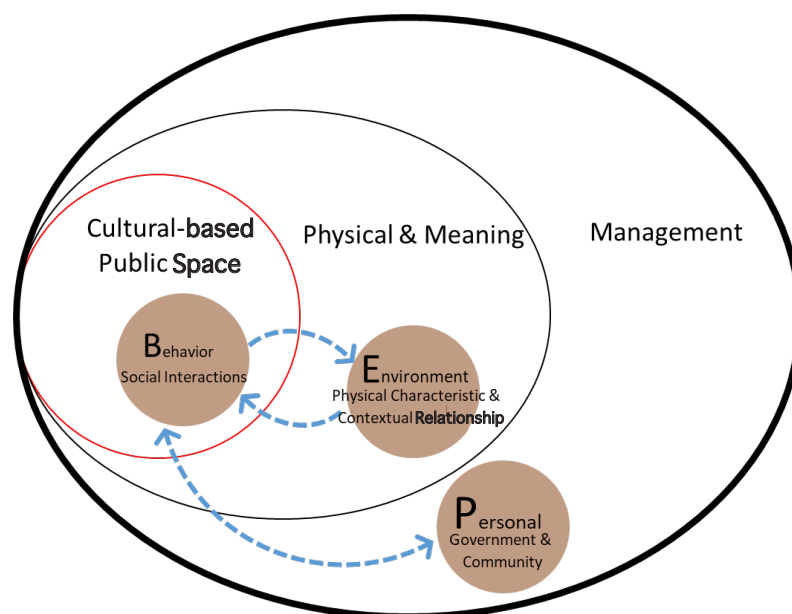 Cultural-based
Public Space
Physical & Meaning
Management
Behavior
Social Interactions
Environment
Physical Characteristic &
Contextual Relationship
Personal
Government &
Community